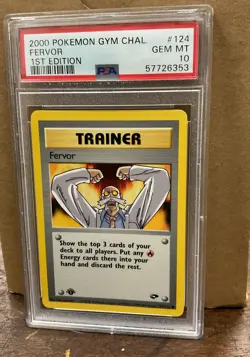 2000 POKEMON GYM CHAL. #124
FERVOR GEM MT
1ST EDITION 10
PSA 57726353
TRAINER
Fervor
Show the top 3 cards of your
deck to all players. Put any
Energy cards there into your
hand and discard the rest.